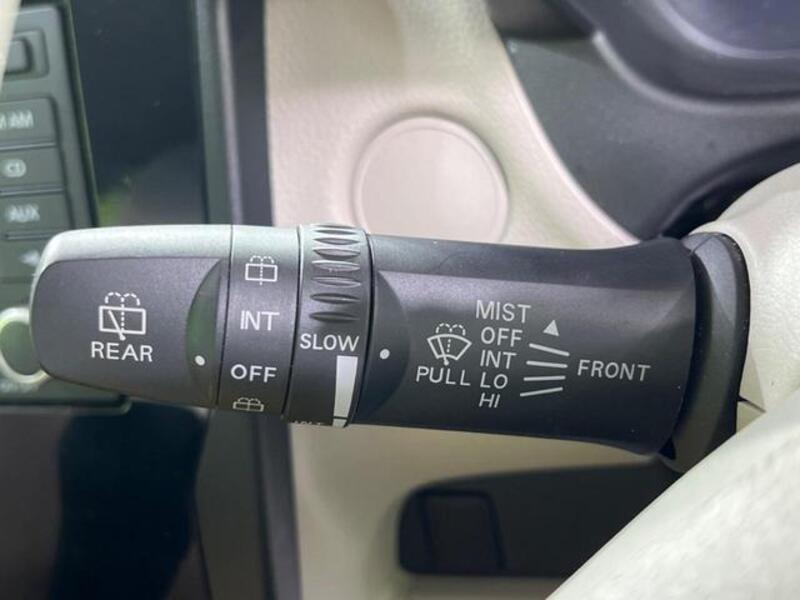 AM
CD
AUX
REAR
INT
OFF
SLOW
PULL
MIST
OFF
INT
LO
HI
FRONT